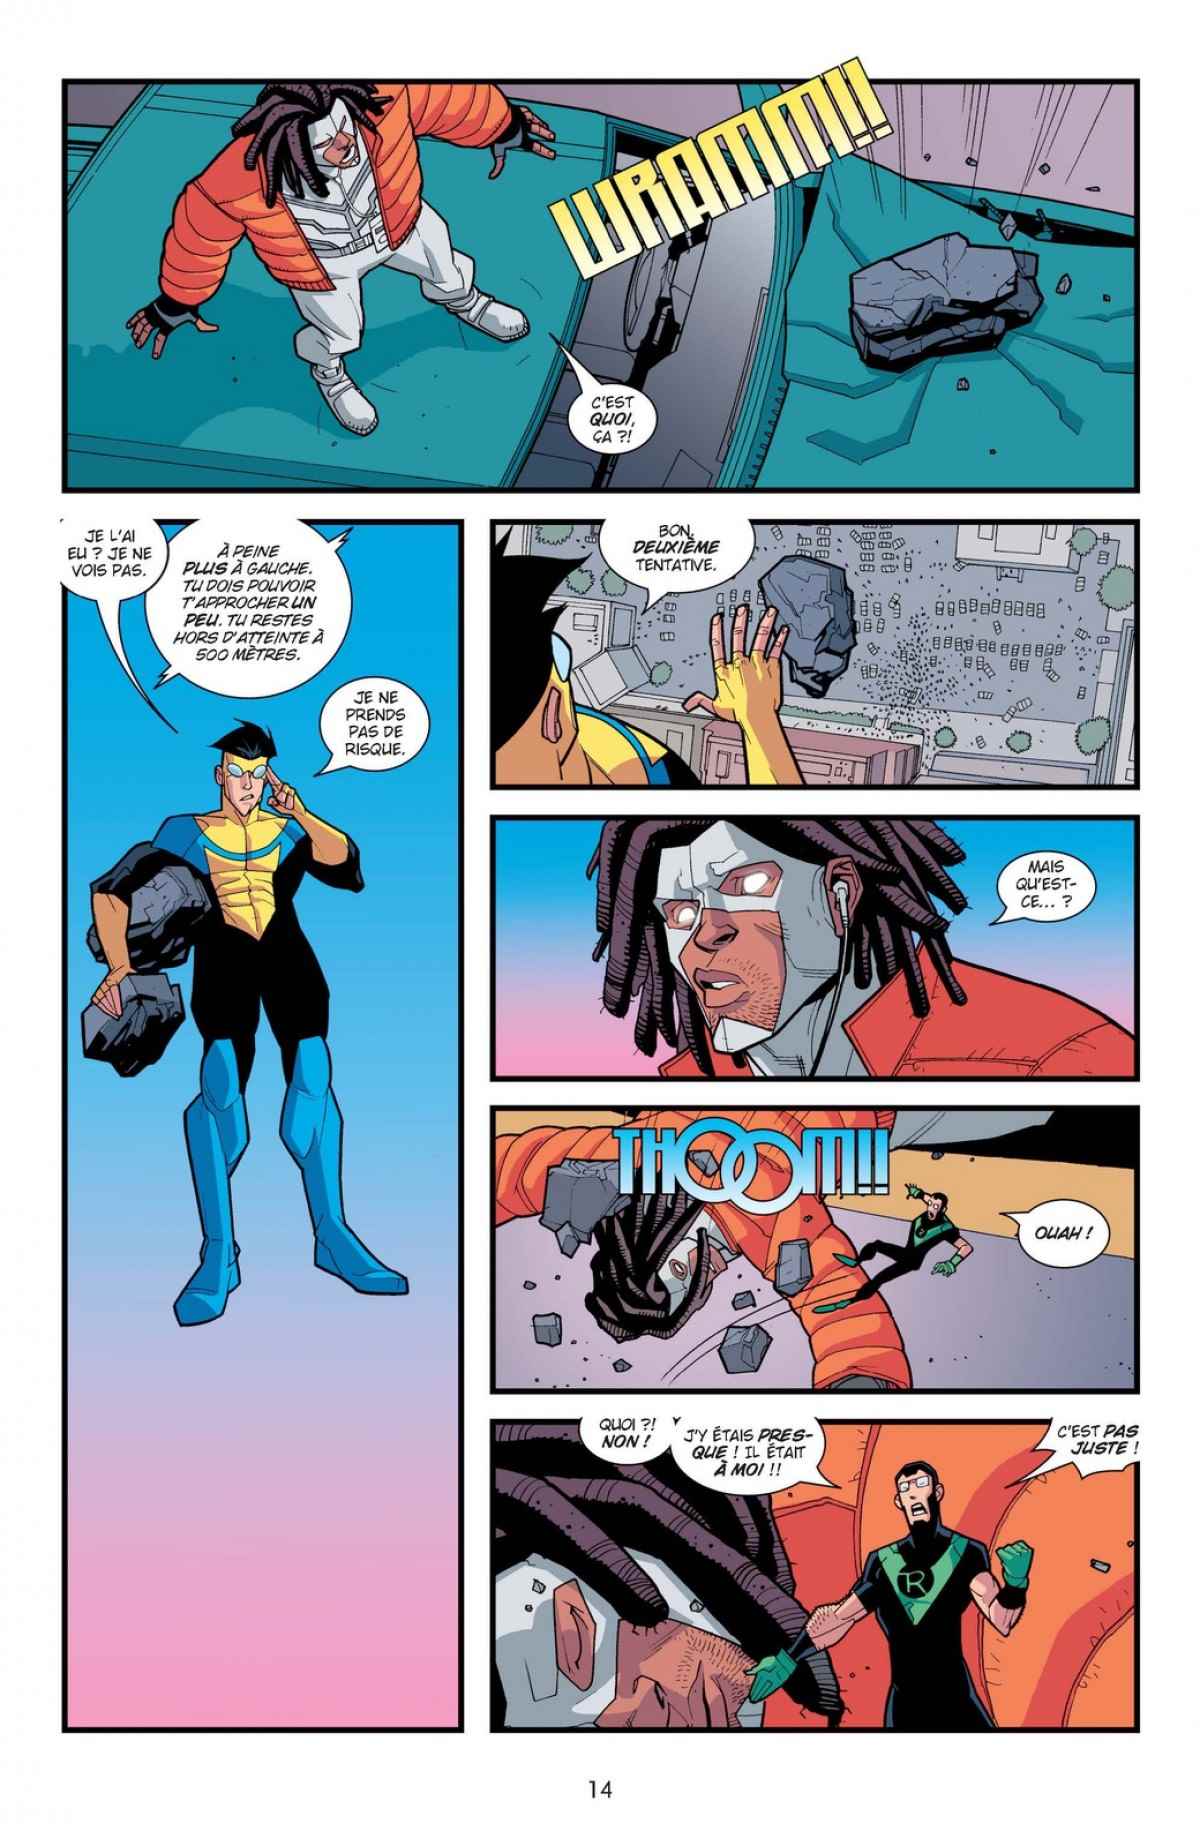 WRAMM!!
C'EST
QUOI,
ÇA ?!
JE L'AI
EU ? JE NE
VOIS PAS.
À PEINE
PLUS À GAUCHE.
TU DOIS POUVOIR
T'APPROCHER UN
PEU. TU RESTES
HORS D'ATTEINTE À
500 MÈTRES.
JE NE
PRENDS
PAS DE
RISQUE.
BON,
DEUXIÈME
TENTATIVE.
MAIS
QU'EST-
CE... ?
THOOOM!!
OUAH !
QUOI ?!
NON !
J'Y ÉTAIS PRES-
QUE ! IL ÉTAIT
À MOI !!
C'EST PAS
JUSTE !
R
14